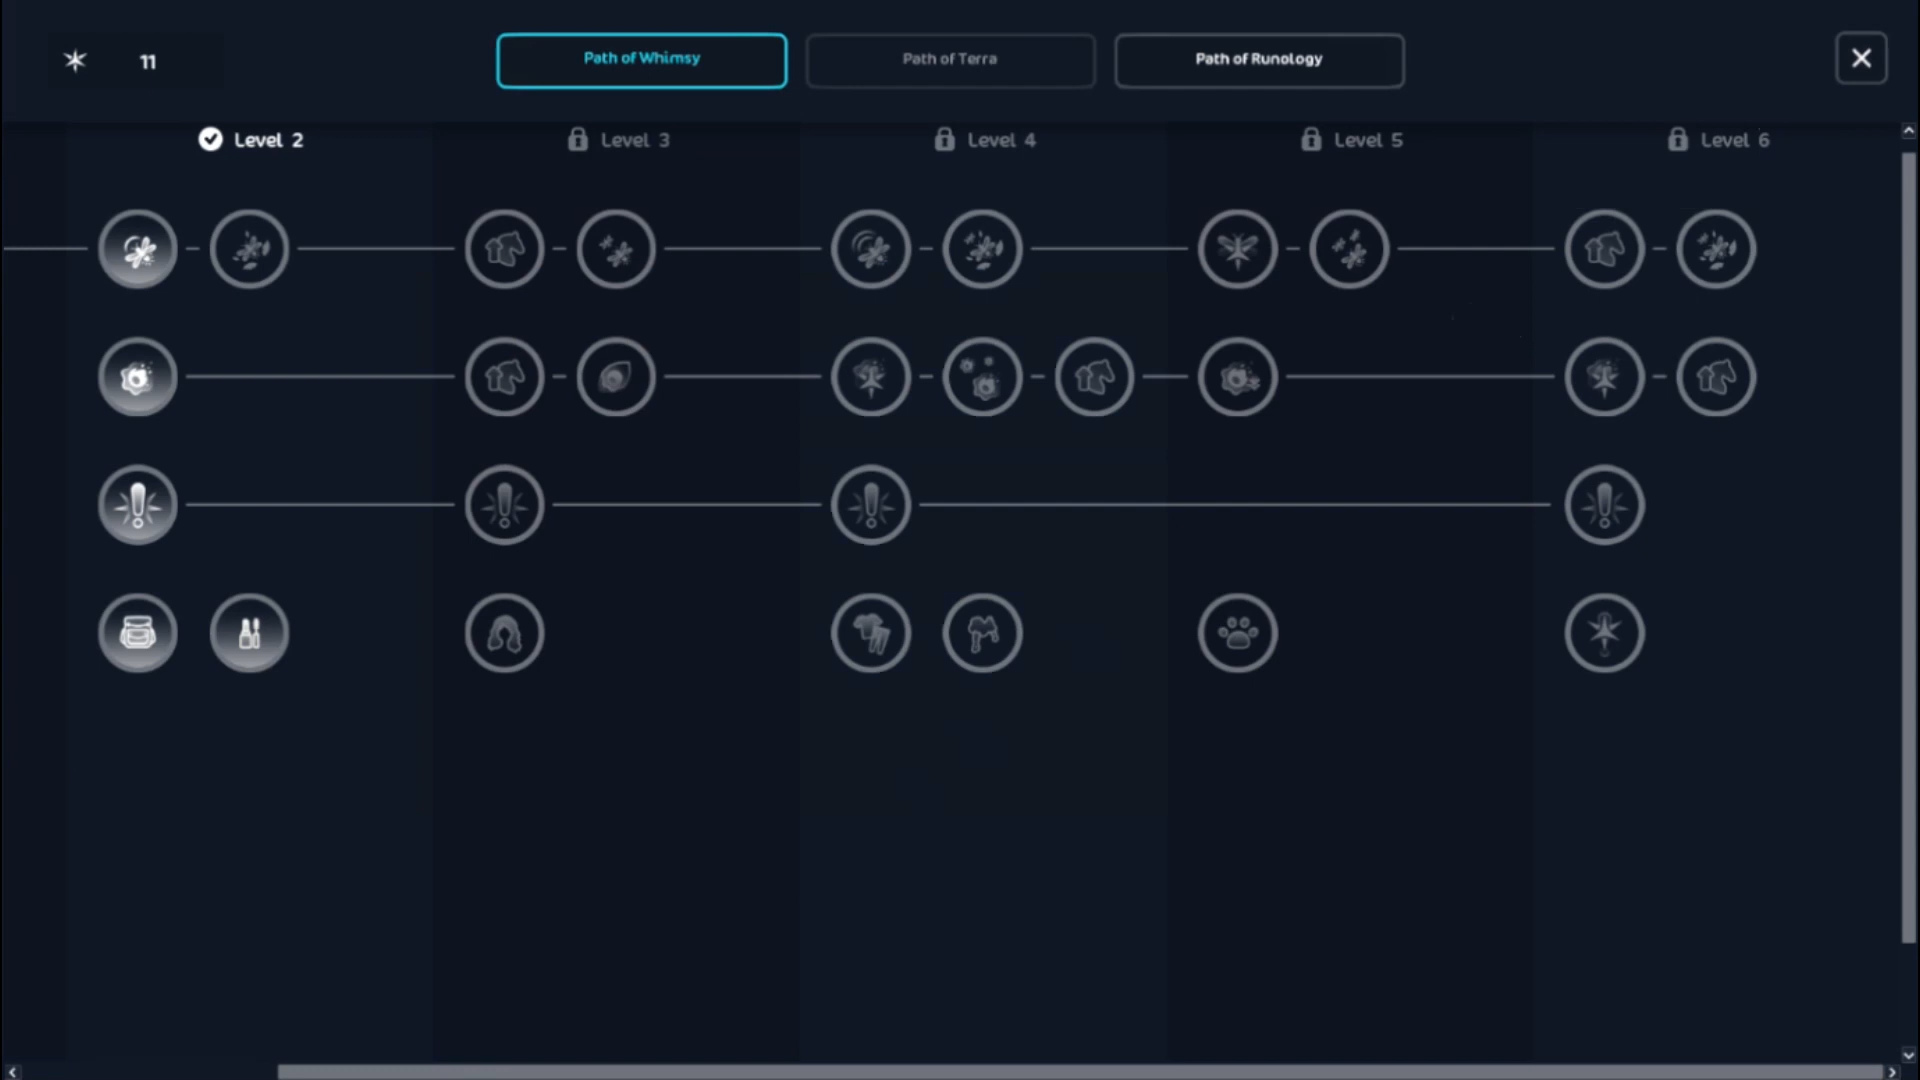 11
Path of Whimsy
Path of Terra
Path of Runology
Level 2
Level 3
Level 4
Level 5
Level 6